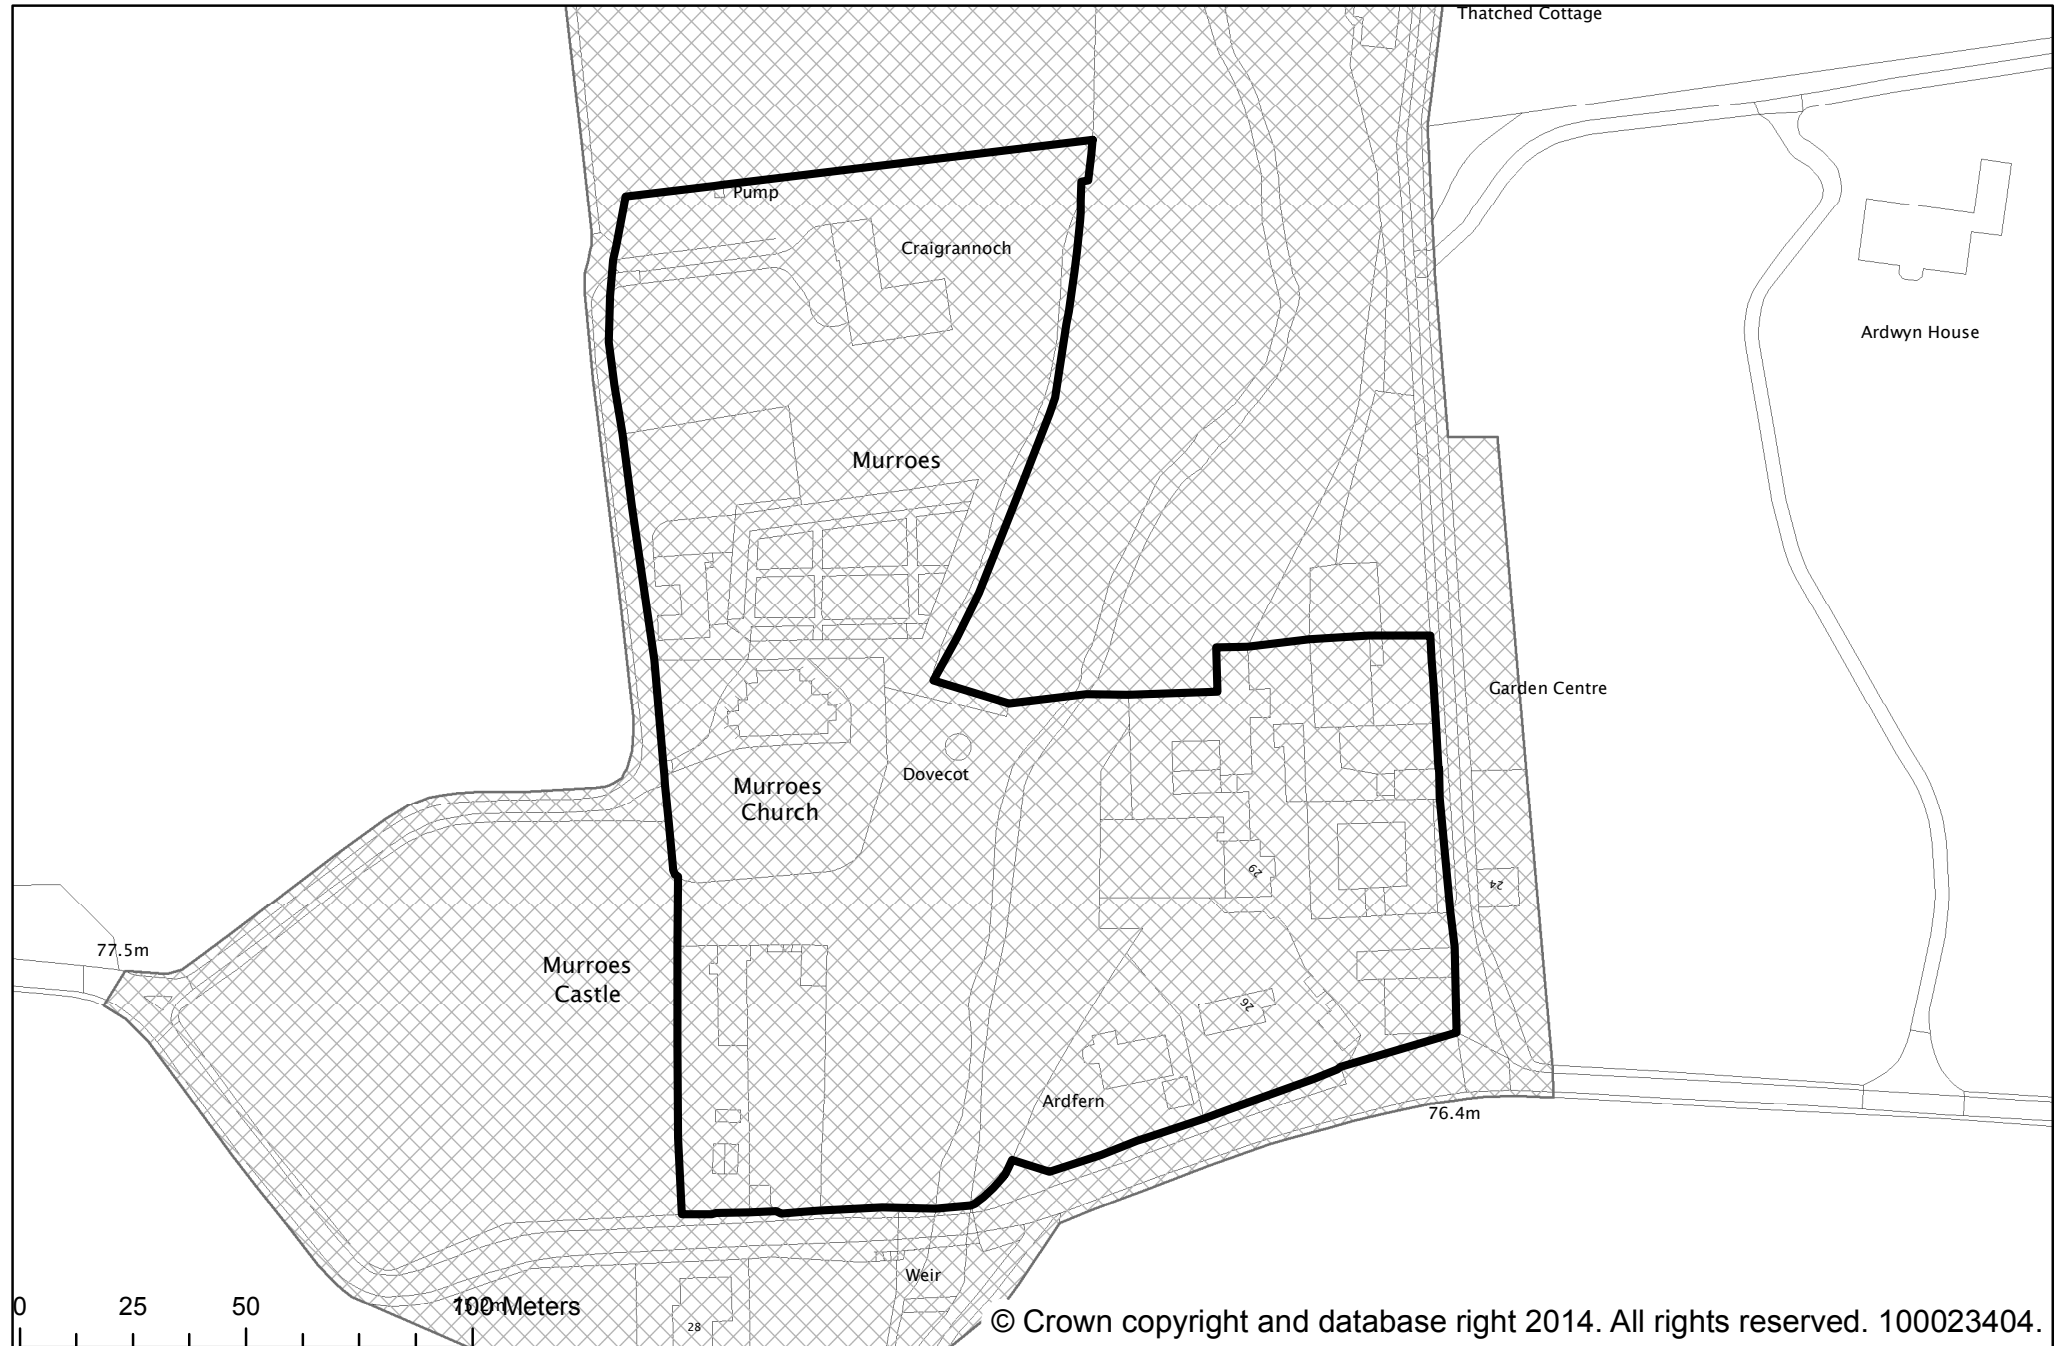 Thatched Cottage
Pump
Craigrannoch
Ardwyn House
Murroes
Garden Centre
Dovecot
Murroes
Church
29
24
77.5m
Murroes
Castle
26
Ardfern
76.4m
Weir
0 25 50 100 Meters
28
© Crown copyright and database right 2014. All rights reserved. 100023404.